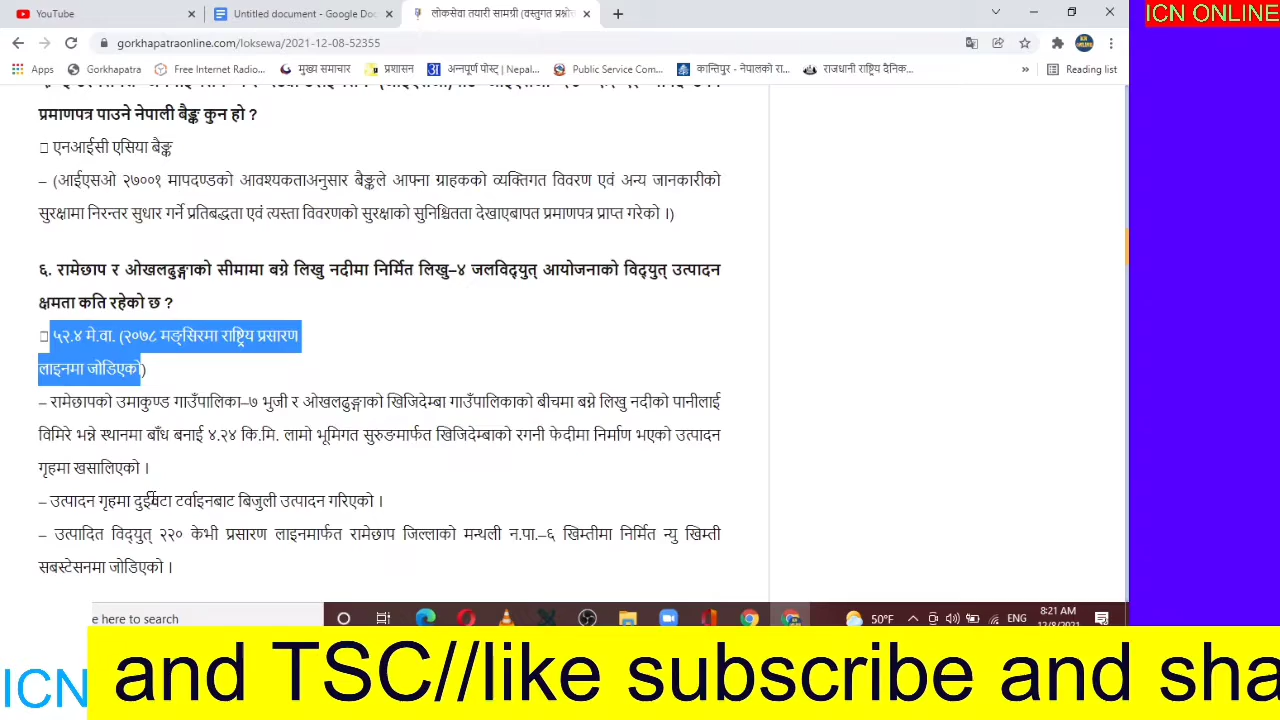 ICN ONLINE
YouTube
Untitled document - Google Doc
लोकसेवा तयारी सामग्री (वस्तुगत प्रश्नोत्त
gorkhapatraonline.com/loksewa/2021-12-08-52355
Apps
Gorkhapatra
Free Internet Radio...
मुख्य समाचार
प्रशासन
अन्नपूर्ण पोस्ट् | Nepal...
Public Service Com...
कान्तिपुर - नेपालको रा...
राजधानी राष्ट्रिय दैनिक...
»
Reading list
प्रमाणपत्र पाउने नेपाली बैङ्क कुन हो ?
एनआईसी एसिया बैङ्क
– (आईएसओ २७००१ मापदण्डको आवश्यकताअनुसार बैङ्कले आफ्ना ग्राहकको व्यक्तिगत विवरण एवं अन्य जानकारीको
सुरक्षामा निरन्तर सुधार गर्ने प्रतिबद्धता एवं त्यस्ता विवरणको सुरक्षाको सुनिश्चितता देखाएबापत प्रमाणपत्र प्राप्त गरेको ।)
६. रामेछाप र ओखलढुङ्गाको सीमामा बग्ने लिखु नदीमा निर्मित लिखु–४ जलविद्युत् आयोजनाको विद्युत् उत्पादन
क्षमता कति रहेको छ ?
५२.४ मे.वा. (२०७८ मङ्सिरमा राष्ट्रिय प्रसारण
लाइनमा जोडिएको)
– रामेछापको उमाकुण्ड गाउँपालिका–७ भुजी र ओखलढुङ्गाको खिजिदेम्बा गाउँपालिकाको बीचमा बग्ने लिखु नदीको पानीलाई
विमिरे भन्ने स्थानमा बाँध बनाई ४.२४ कि.मि. लामो भूमिगत सुरुङमार्फत खिजिदेम्बाको रगनी फेदीमा निर्माण भएको उत्पादन
गृहमा खसालिएको ।
– उत्पादन गृहमा दुईवटा टर्वाइनबाट बिजुली उत्पादन गरिएको ।
– उत्पादित विद्युत् २२० केभी प्रसारण लाइनमार्फत रामेछाप जिल्लाको मन्थली न.पा.–६ खिम्तीमा निर्मित न्यु खिम्ती
सबस्टेसनमा जोडिएको ।
e here to search
50°F
ENG
8:21 AM
12/8/2021
ICN
and TSC//like subscribe and sha